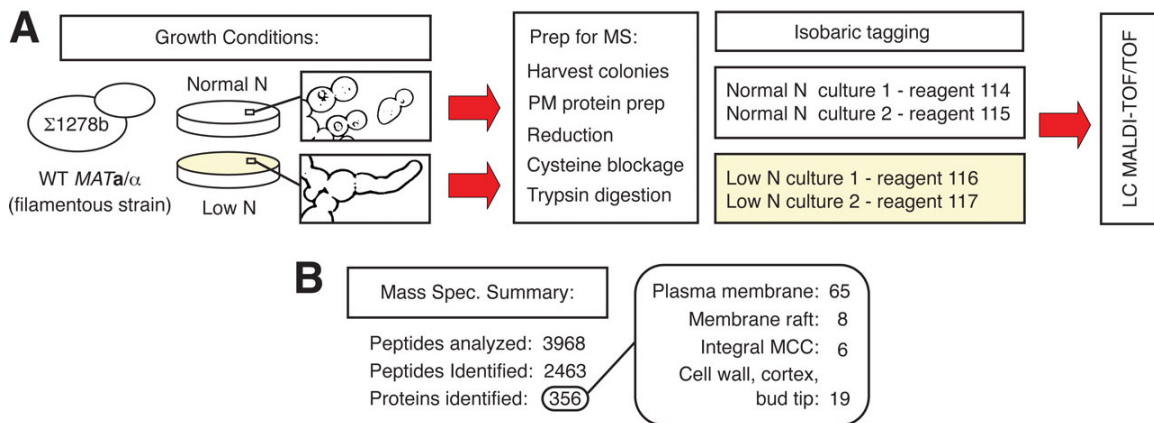 A
Growth Conditions:
Σ1278b
WT MATa/α
(filamentous strain)
Normal N
Low N
Prep for MS:
Harvest colonies
PM protein prep
Reduction
Cysteine blockage
Trypsin digestion
Isobaric tagging
Normal N culture 1 - reagent 114
Normal N culture 2 - reagent 115
Low N culture 1 - reagent 116
Low N culture 2 - reagent 117
LC MALDI-TOF/TOF
B
Mass Spec. Summary:
Peptides analyzed: 3968
Peptides Identified: 2463
Proteins identified: 356
Plasma membrane: 65
Membrane raft: 8
Integral MCC: 6
Cell wall, cortex,
bud tip: 19